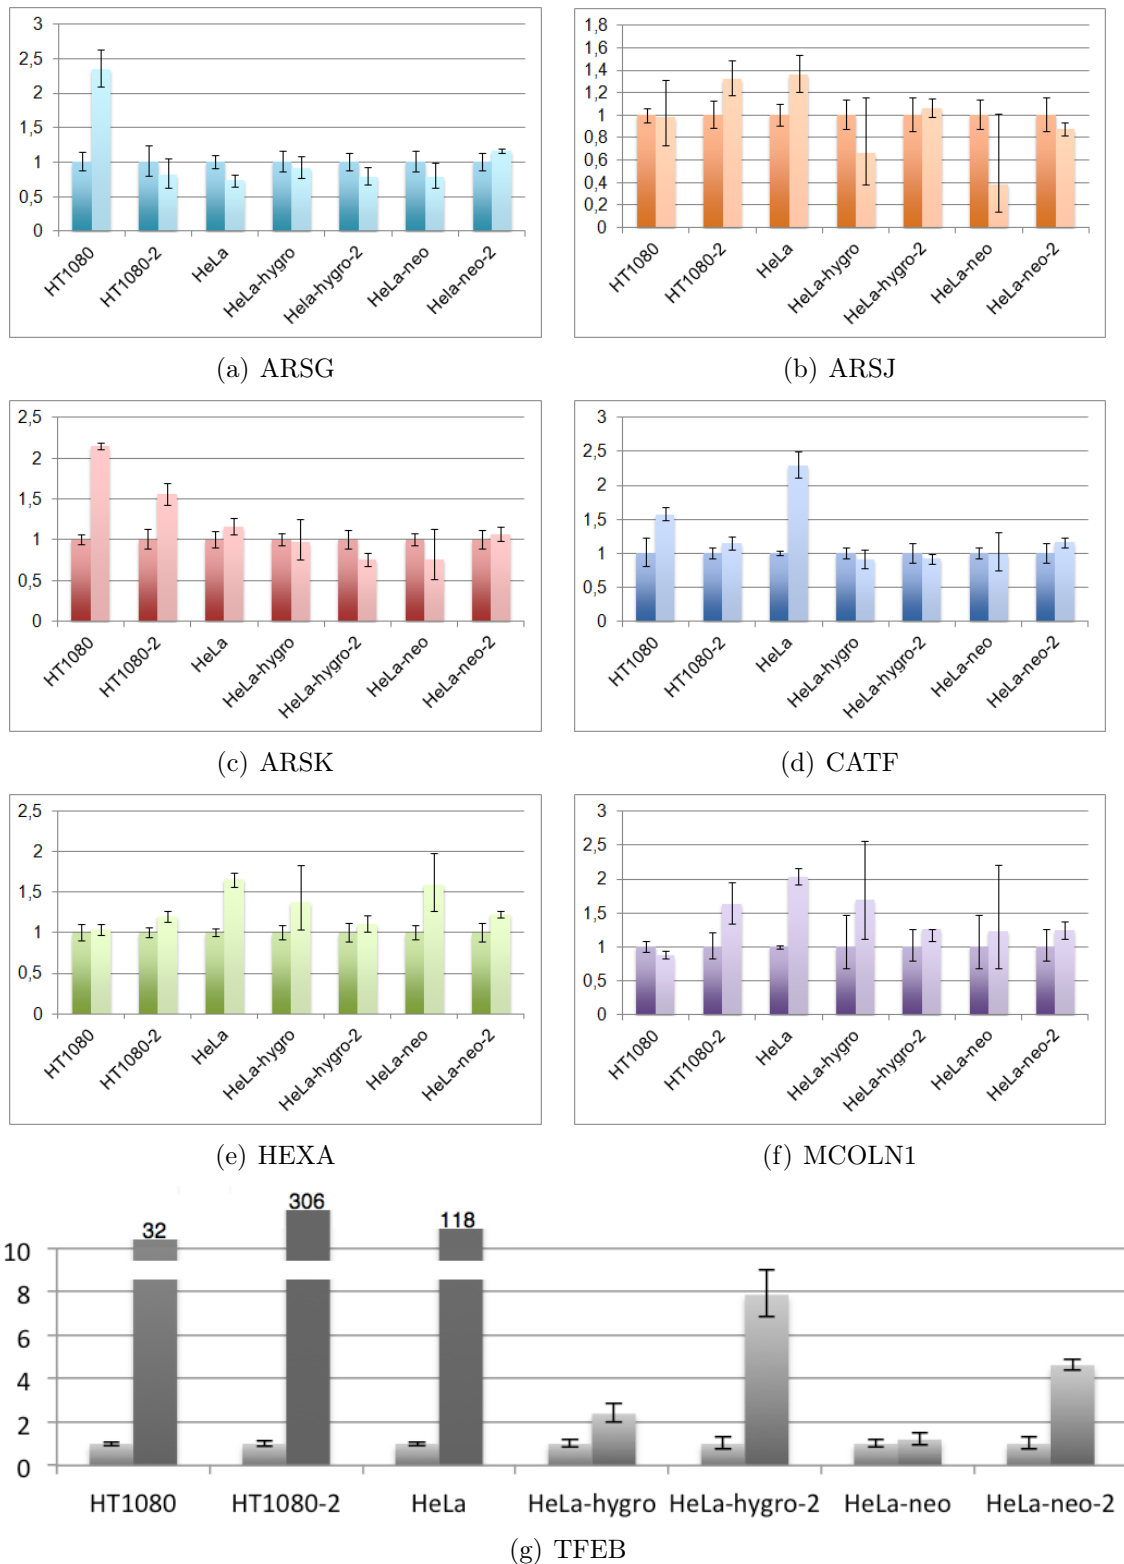 3
2,5
2
1,5
1
0,5
0
HT1080
HT1080-2
HeLa
HeLa-hygro
Hela-hygro-2
HeLa-neo
Hela-neo-2
(a) ARSG
1,8
1,6
1,4
1,2
1
0,8
0,6
0,4
0,2
0
HT1080
HT1080-2
HeLa
HeLa-hygro
HeLa-hygro-2
HeLa-neo
HeLa-neo-2
(b) ARSJ
2,5
2
1,5
1
0,5
0
HT1080
HT1080-2
HeLa
HeLa-hygro
HeLa-hygro-2
HeLa-neo
HeLa-neo-2
(c) ARSK
3
2,5
2
1,5
1
0,5
0
HT1080
HT1080-2
HeLa
HeLa-hygro
HeLa-hygro-2
HeLa-neo
HeLa-neo-2
(d) CATF
2,5
2
1,5
1
0,5
0
HT1080
HT1080-2
HeLa
HeLa-hygro
HeLa-hygro-2
HeLa-neo
HeLa-neo-2
(e) HEXA
3
2,5
2
1,5
1
0,5
0
HT1080
HT1080-2
HeLa
HeLa-hygro
HeLa-hygro-2
HeLa-neo
HeLa-neo-2
(f) MCOLN1
32 306 118
10
8
6
4
2
0
HT1080 HT1080-2 HeLa HeLa-hygro HeLa-hygro-2 HeLa-neo HeLa-neo-2
(g) TFEB